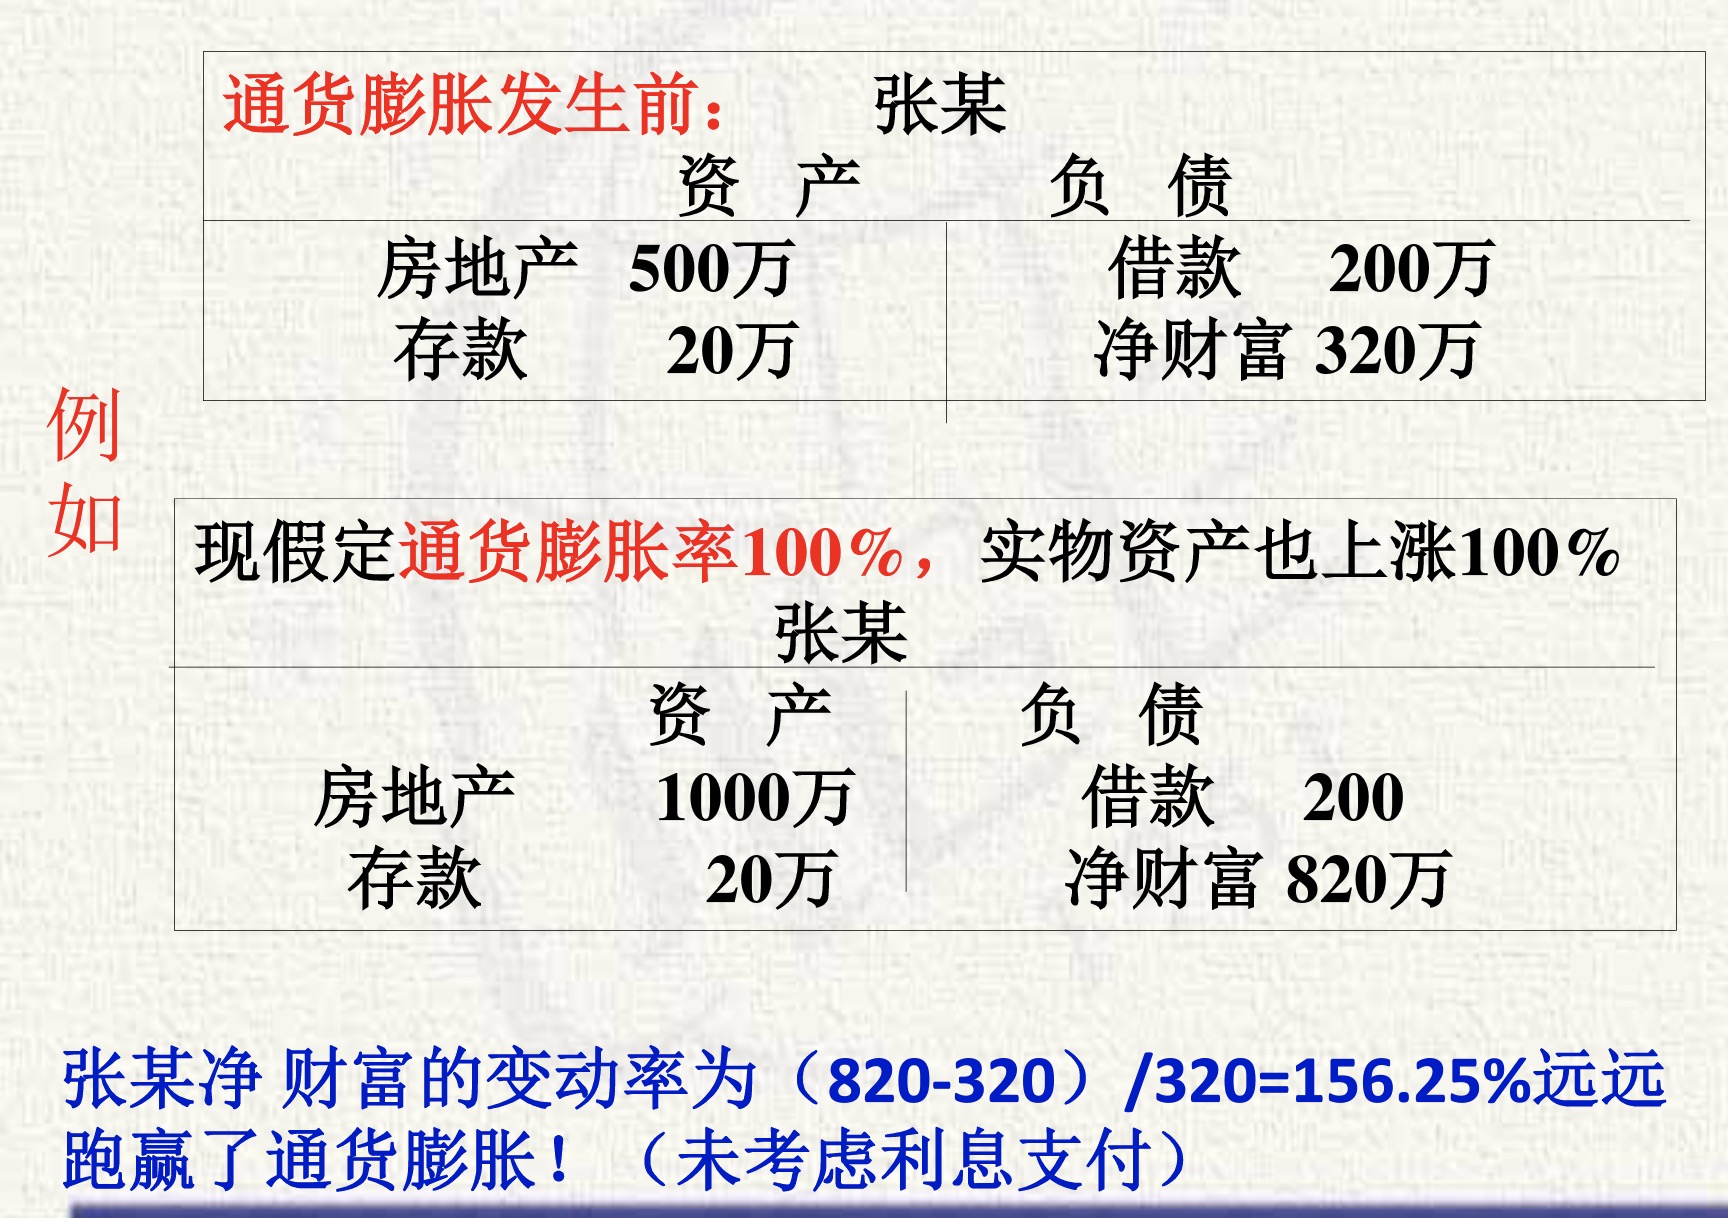 通货膨胀发生前： 张某
资 产 负 债
房地产 500万 借款 200万
存款 20万 净财富 320万
例
如
现假定通货膨胀率100%，实物资产也上涨100%
张某
资 产 负 债
房地产 1000万 借款 200
存款 20万 净财富 820万
张某净 财富的变动率为（820-320）/320=156.25%远远
跑赢了通货膨胀！（未考虑利息支付）